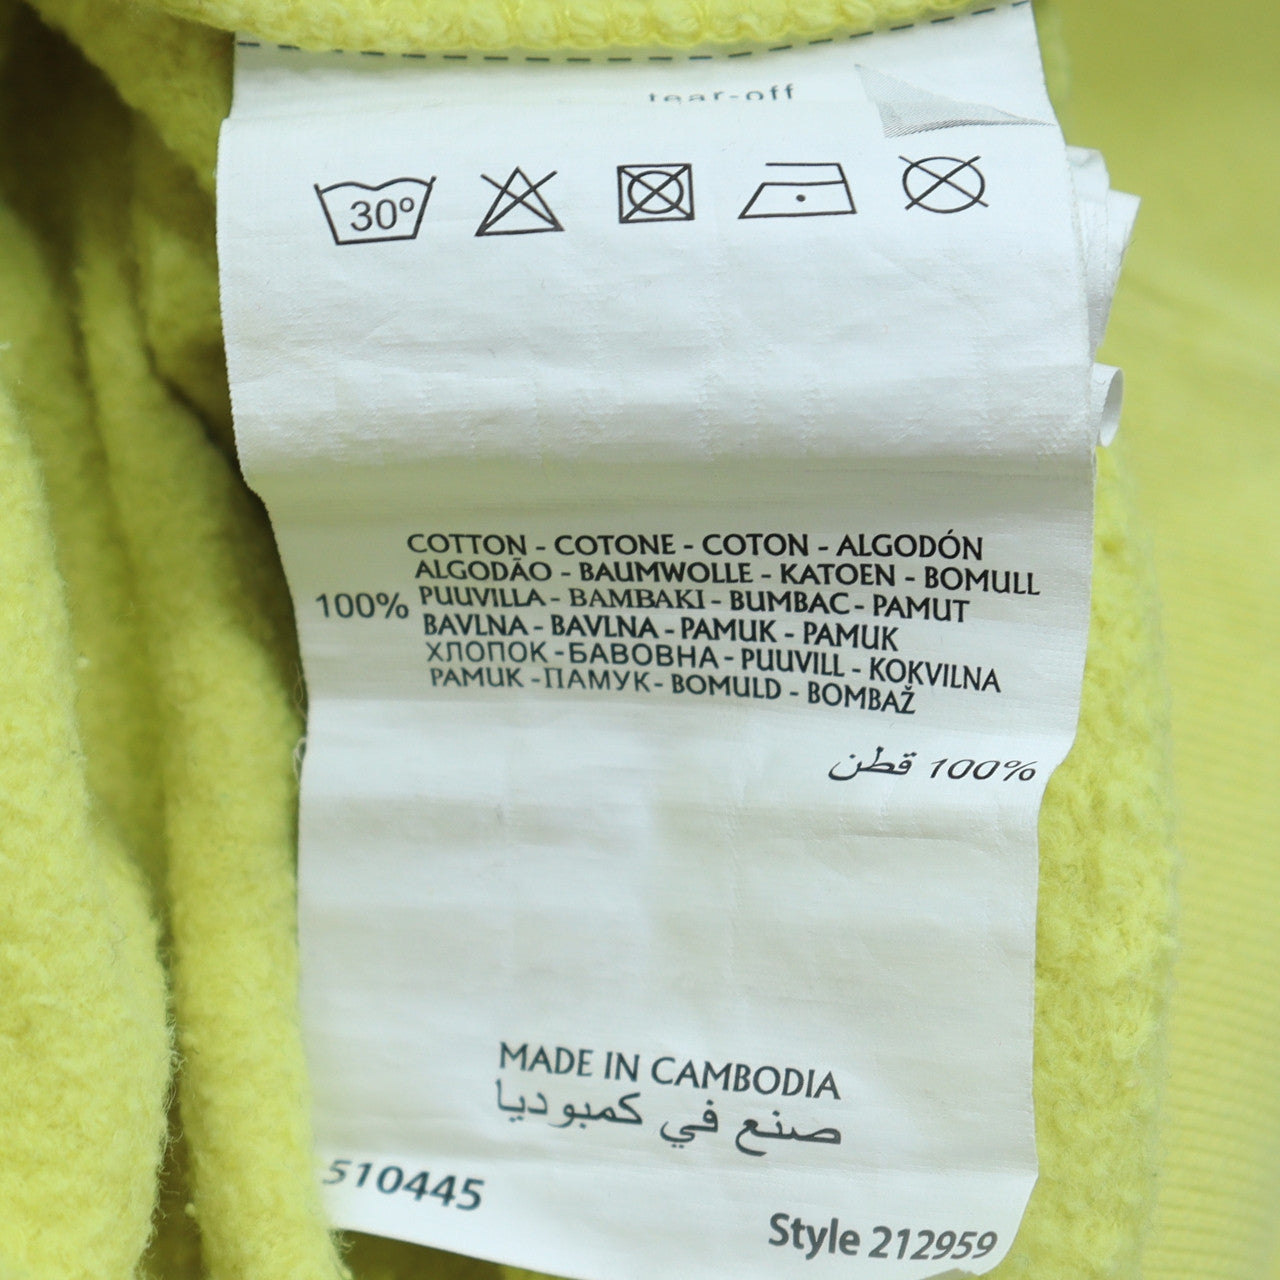 tear-off
30º
COTTON - COTONE - COTON - ALGODÓN
ALGODÃO - BAUMWOLLE - KATOEN - BOMULL
100% PUUVILLA - BAMBAKI - BUMBAC - PAMUT
BAVLNA - BAVLNA - PAMUK - PAMUK
ХЛОПОК - БАВОВНА - PUUVILL - KOKVILNA
PAMUK - ПАМУК - BOMULD - BOMBAŽ
100% قطن
MADE IN CAMBODIA
صنع في كمبوديا
510445
Style 212959